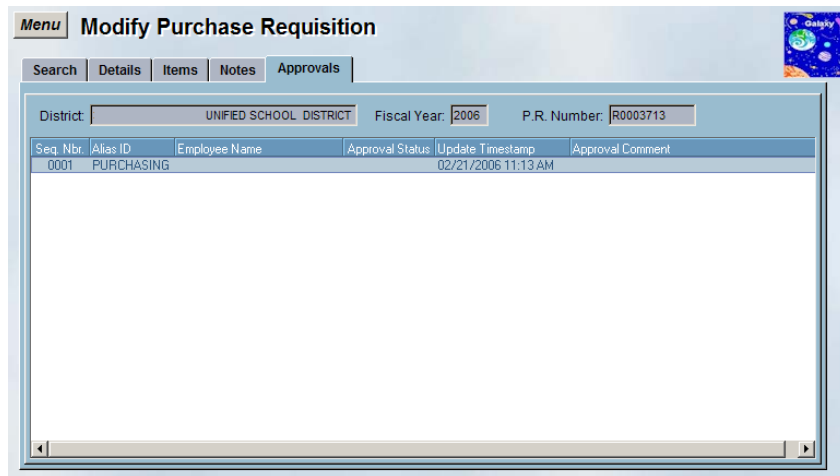 Menu Modify Purchase Requisition
Galaxy
Search Details Items Notes Approvals
District: UNIFIED SCHOOL DISTRICT Fiscal Year: 2006 P.R. Number: R0003713
Seq. Nbr. Alias ID Employee Name Approval Status Update Timestamp Approval Comment
0001 PURCHASING 02/21/2006 11:13 AM